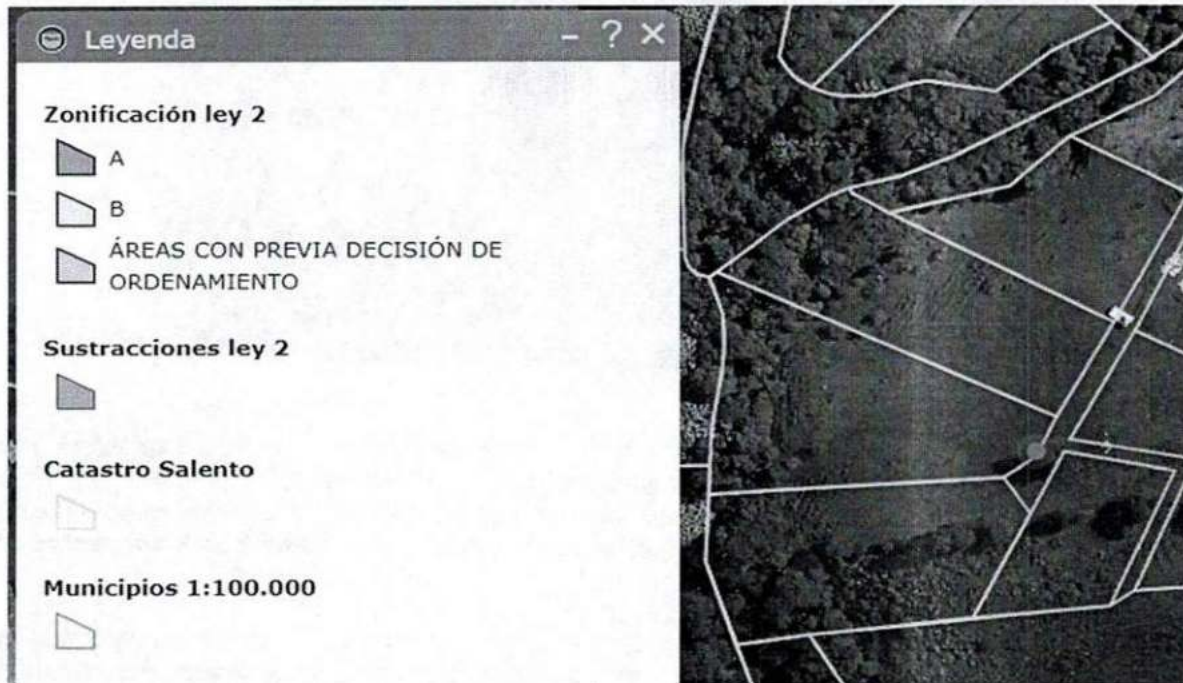 Leyenda – ? ×
Zonificación ley 2
A
B
ÁREAS CON PREVIA DECISIÓN DE
ORDENAMIENTO
Sustracciones ley 2
Catastro Salento
Municipios 1:100.000